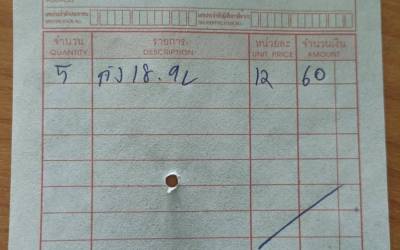 ADDRESS
จำนวน รายการ หน่วยละ จำนวนเงิน
QUANTITY DESCRIPTION UNIT PRICE AMOUNT
5 ถัง 18.9L 12 60